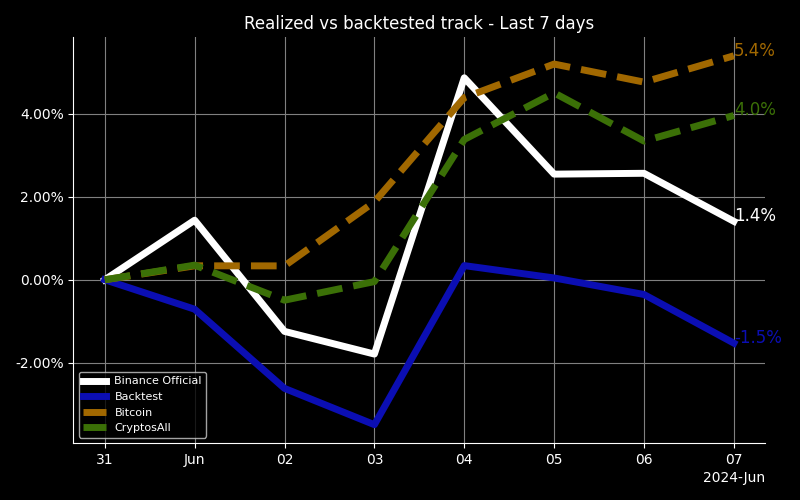 Realized vs backtested track - Last 7 days
5.4%
4.0%
4.00%
2.00%
1.4%
0.00%
-1.5%
-2.00%
Binance Official
Backtest
Bitcoin
CryptosAll
31 Jun 02 03 04 05 06 07
2024-Jun